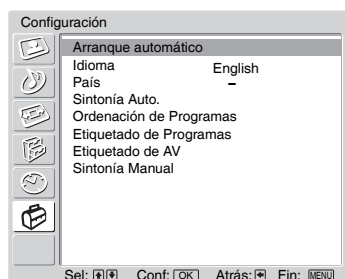 Configuración
Arranque automático
Idioma English
País –
Sintonía Auto.
Ordenación de Programas
Etiquetado de Programas
Etiquetado de AV
Sintonía Manual
Sel: Conf: OK Atrás: Fin: MENU